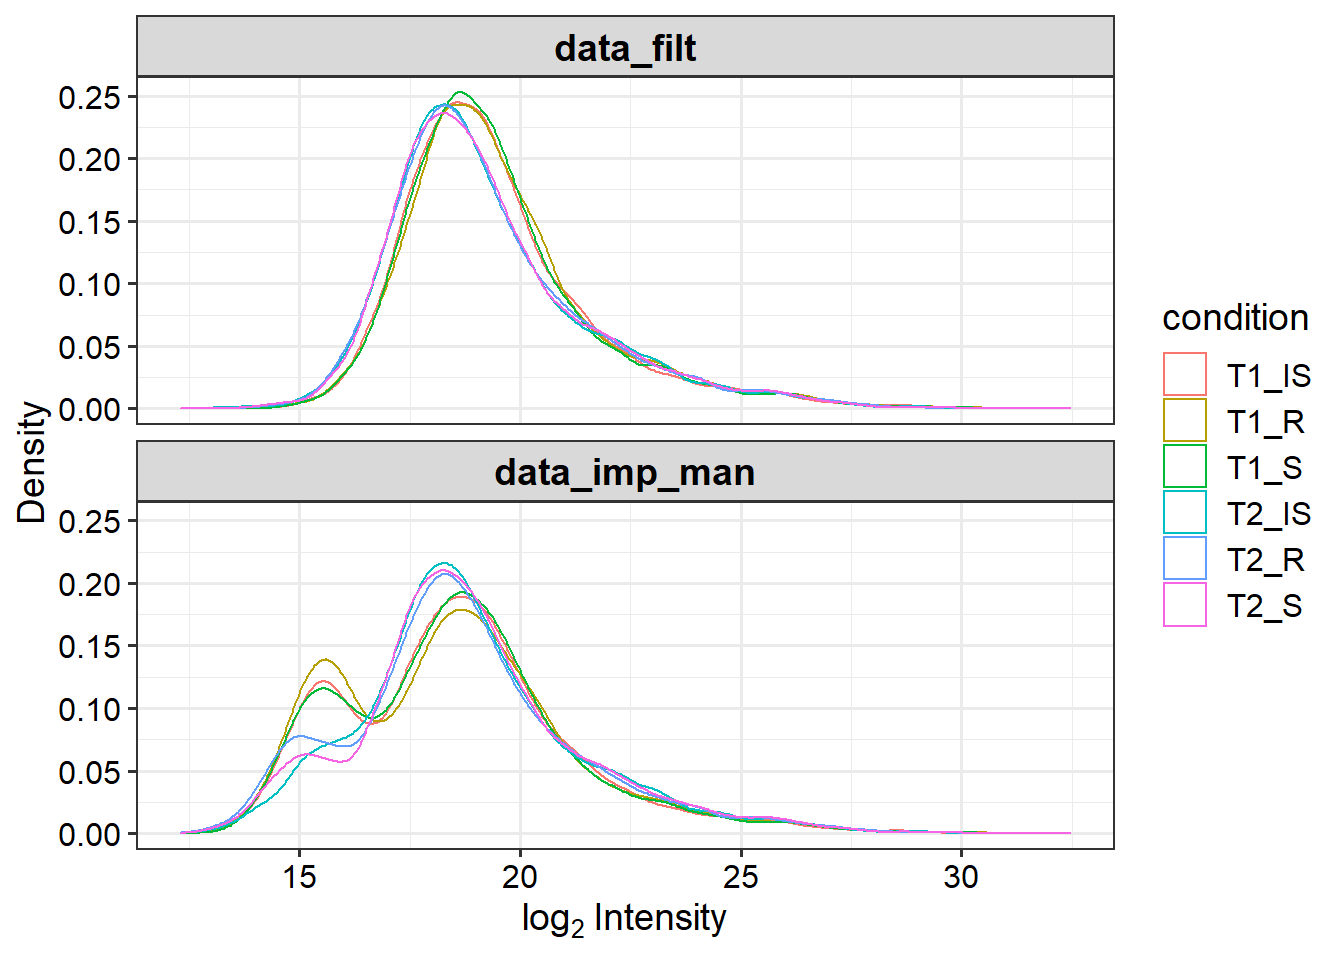 data_filt
0.25
0.20
0.15
0.10
0.05
0.00
data_imp_man
0.25
0.20
0.15
0.10
0.05
0.00
Density
15 20 25 30
log₂ Intensity
condition
T1_IS
T1_R
T1_S
T2_IS
T2_R
T2_S